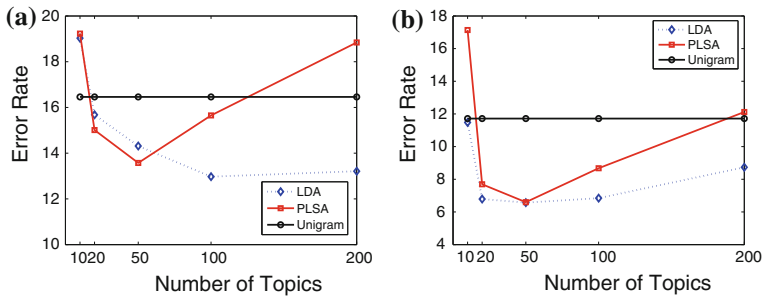 (a)
20
18
16
14
12
10
Error Rate
LDA
PLSA
Unigram
10 20 50 100 200
Number of Topics
(b)
18
16
14
12
10
8
6
4
Error Rate
LDA
PLSA
Unigram
10 20 50 100 200
Number of Topics